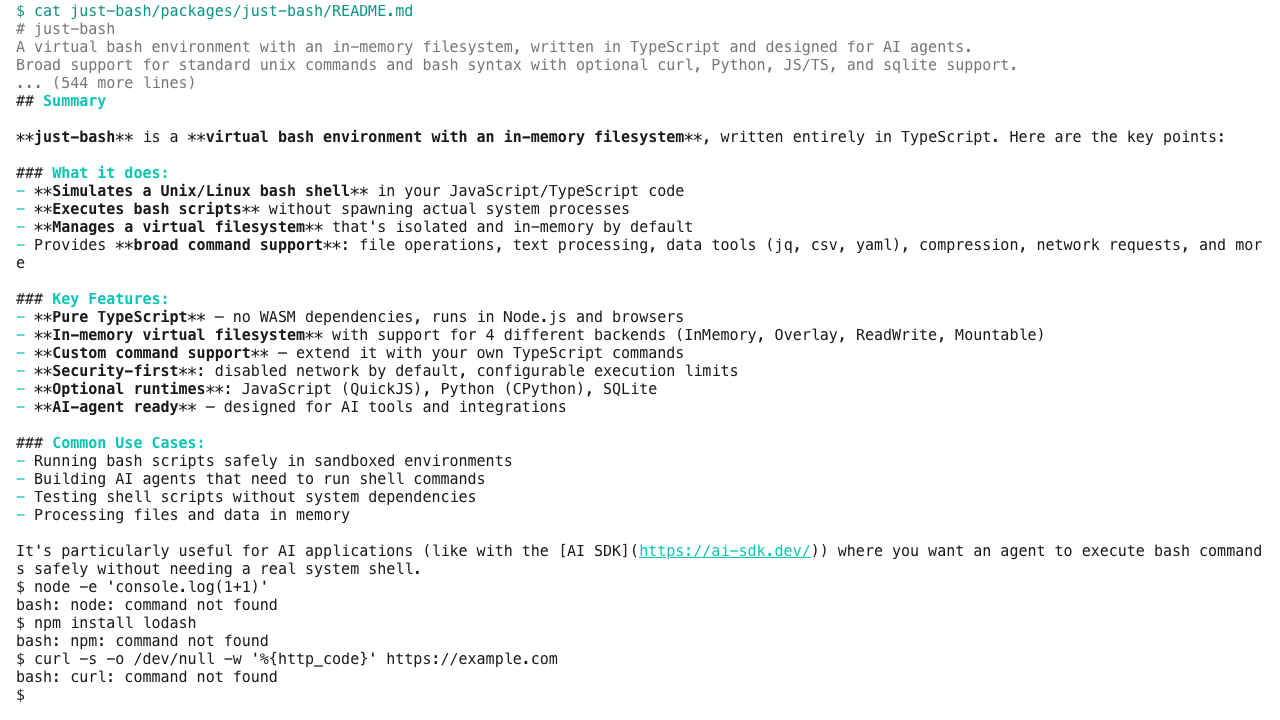 $ cat just-bash/packages/just-bash/README.md
# just-bash
A virtual bash environment with an in-memory filesystem, written in TypeScript and designed for AI agents.
Broad support for standard unix commands and bash syntax with optional curl, Python, JS/TS, and sqlite support.
... (544 more lines)
## Summary
**just-bash** is a **virtual bash environment with an in-memory filesystem**, written entirely in TypeScript. Here are the key points:
### What it does:
- **Simulates a Unix/Linux bash shell** in your JavaScript/TypeScript code
- **Executes bash scripts** without spawning actual system processes
- **Manages a virtual filesystem** that's isolated and in-memory by default
- Provides **broad command support**: file operations, text processing, data tools (jq, csv, yaml), compression, network requests, and mor
e
### Key Features:
- **Pure TypeScript** — no WASM dependencies, runs in Node.js and browsers
- **In-memory virtual filesystem** with support for 4 different backends (InMemory, Overlay, ReadWrite, Mountable)
- **Custom command support** — extend it with your own TypeScript commands
- **Security-first**: disabled network by default, configurable execution limits
- **Optional runtimes**: JavaScript (QuickJS), Python (CPython), SQLite
- **AI-agent ready** — designed for AI tools and integrations
### Common Use Cases:
- Running bash scripts safely in sandboxed environments
- Building AI agents that need to run shell commands
- Testing shell scripts without system dependencies
- Processing files and data in memory
It's particularly useful for AI applications (like with the [AI SDK](https://ai-sdk.dev/)) where you want an agent to execute bash command
s safely without needing a real system shell.
$ node -e 'console.log(1+1)'
bash: node: command not found
$ npm install lodash
bash: npm: command not found
$ curl -s -o /dev/null -w '%{http_code}' https://example.com
bash: curl: command not found
$